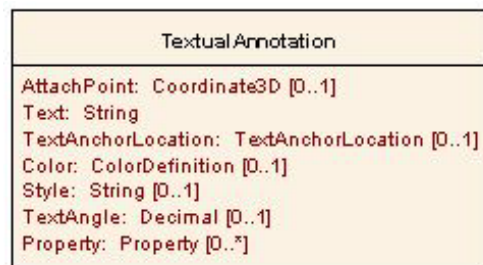 TextualAnnotation
AttachPoint: Coordinate3D [0..1]
Text: String
TextAnchorLocation: TextAnchorLocation [0..1]
Color: ColorDefinition [0..1]
Style: String [0..1]
TextAngle: Decimal [0..1]
Property: Property [0..*]